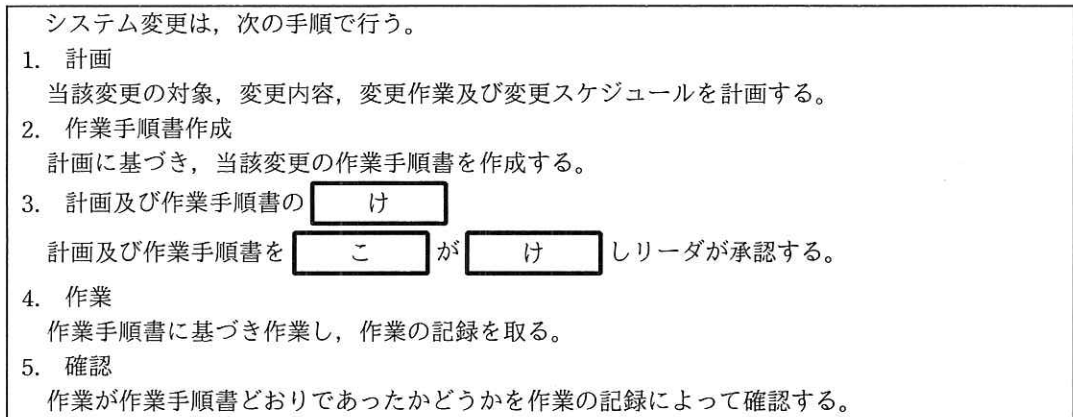 システム変更は，次の手順で行う。
1. 計画
当該変更の対象，変更内容，変更作業及び変更スケジュールを計画する。
2. 作業手順書作成
計画に基づき，当該変更の作業手順書を作成する。
3. 計画及び作業手順書の け
計画及び作業手順書を こ が け しリーダが承認する。
4. 作業
作業手順書に基づき作業し，作業の記録を取る。
5. 確認
作業が作業手順書どおりであったかどうかを作業の記録によって確認する。